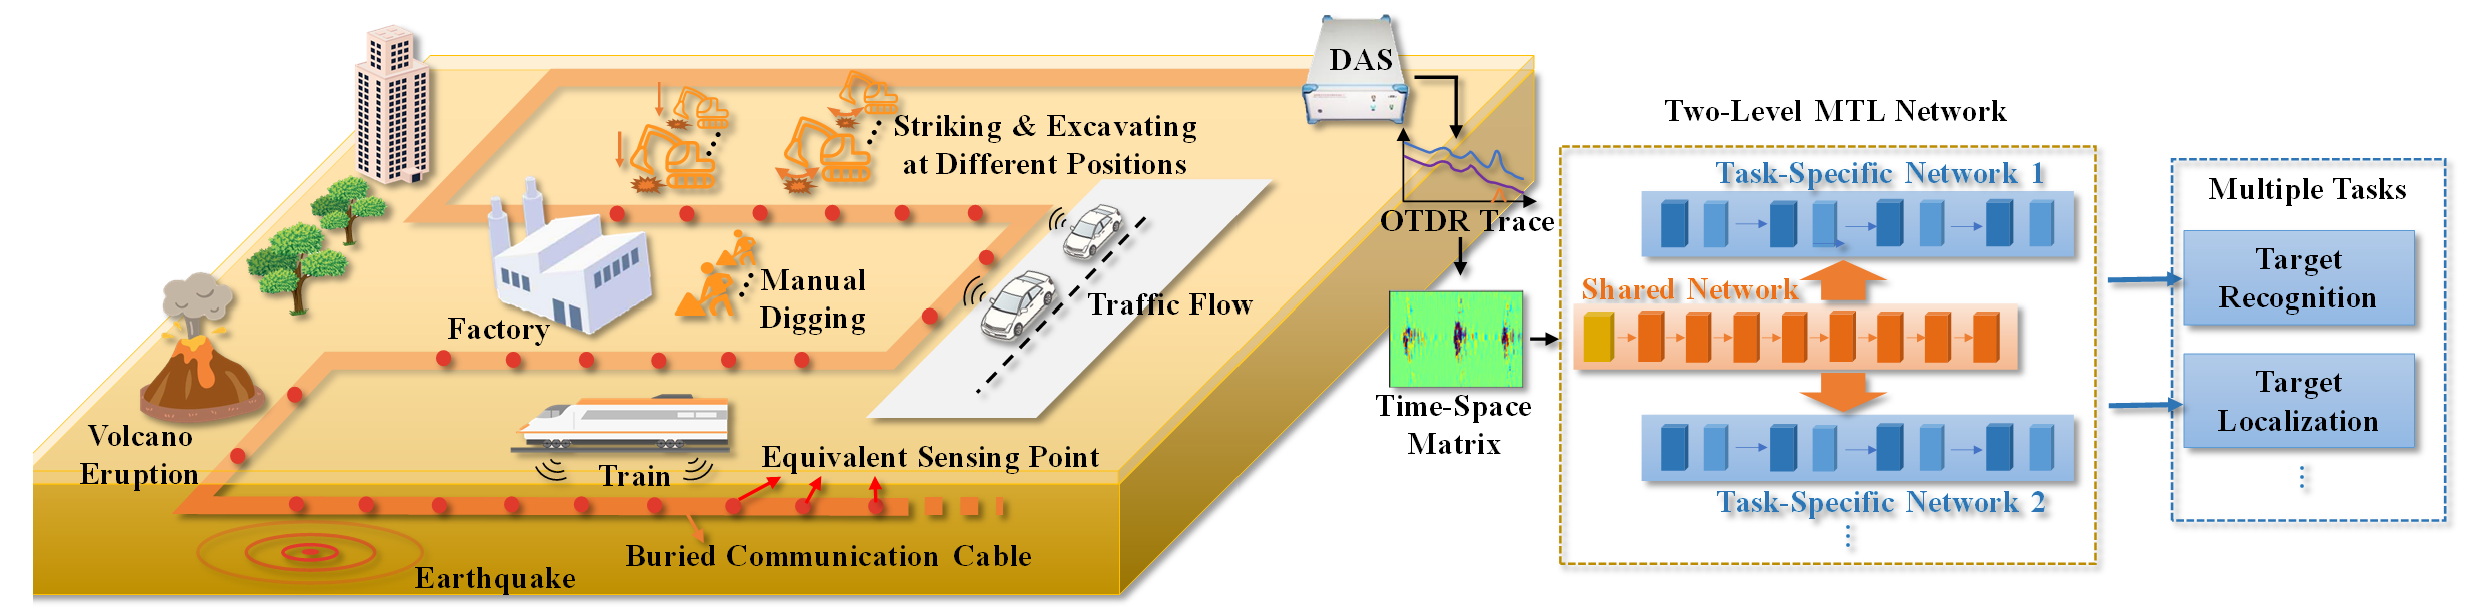 DAS
Striking & Excavating
at Different Positions
Manual
Digging
Factory
Traffic Flow
Volcano
Eruption
Train
Equivalent Sensing Point
Buried Communication Cable
Earthquake
OTDR Trace
Time-Space
Matrix
Two-Level MTL Network
Task-Specific Network 1
Shared Network
Task-Specific Network 2
Multiple Tasks
Target
Recognition
Target
Localization